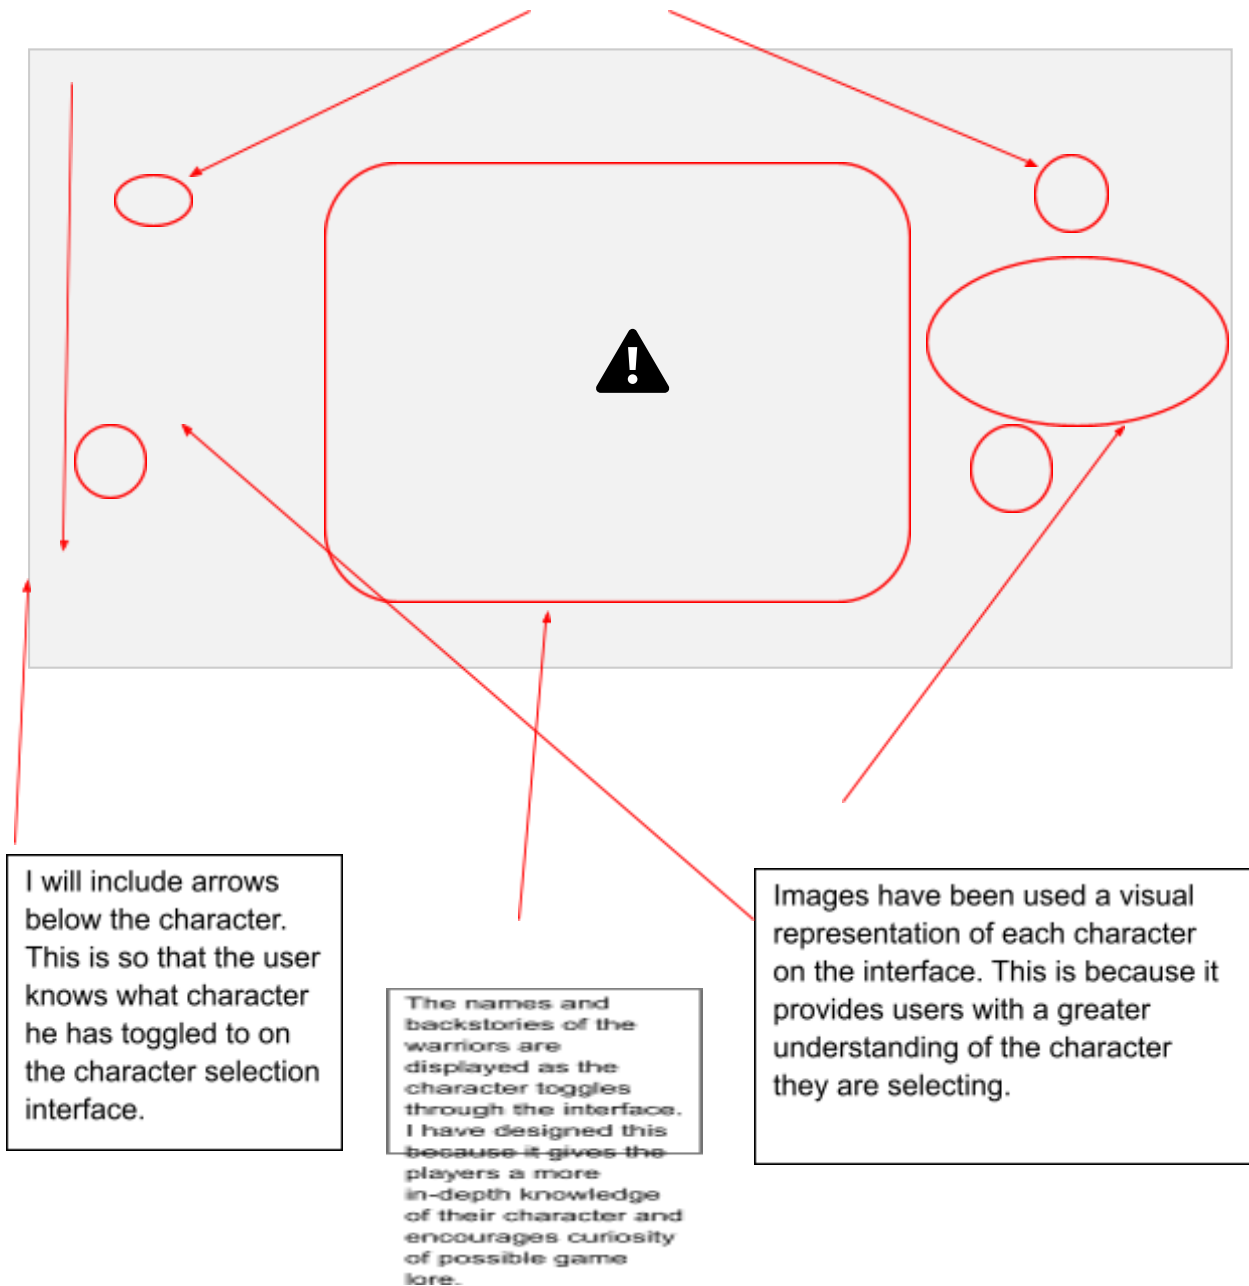 I will include arrows
below the character.
This is so that the user
knows what character
he has toggled to on
the character selection
interface.
The names and
backstories of the
warriors are
displayed as the
character toggles
through the interface.
I have designed this
because it gives the
players a more
in-depth knowledge
of their character and
encourages curiosity
of possible game
lore.
Images have been used a visual
representation of each character
on the interface. This is because it
provides users with a greater
understanding of the character
they are selecting.